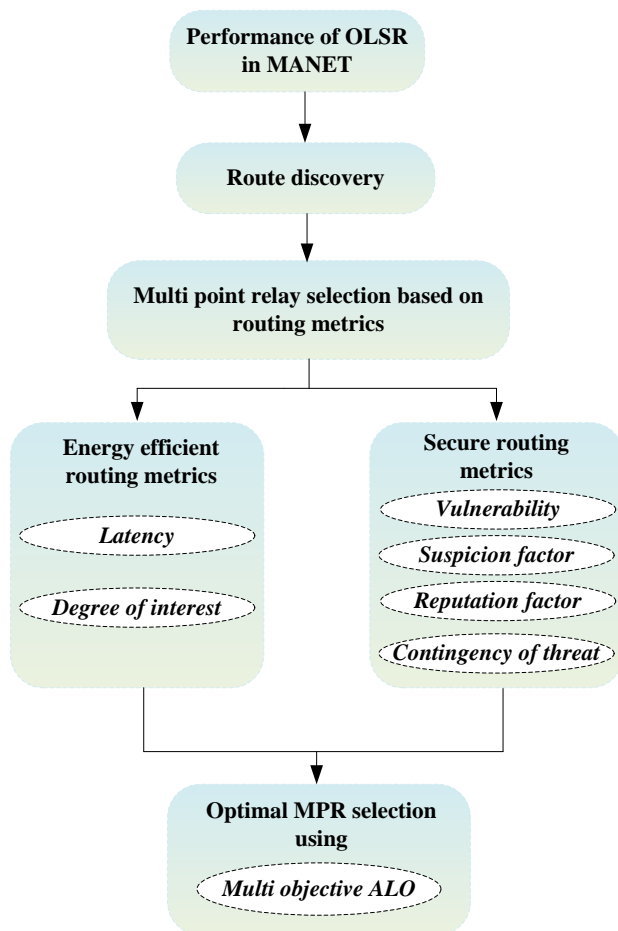 Performance of OLSR
in MANET
Route discovery
Multi point relay selection based on
routing metrics
Energy efficient
routing metrics
Latency
Degree of interest
Secure routing
metrics
Vulnerability
Suspicion factor
Reputation factor
Contingency of threat
Optimal MPR selection
using
Multi objective ALO